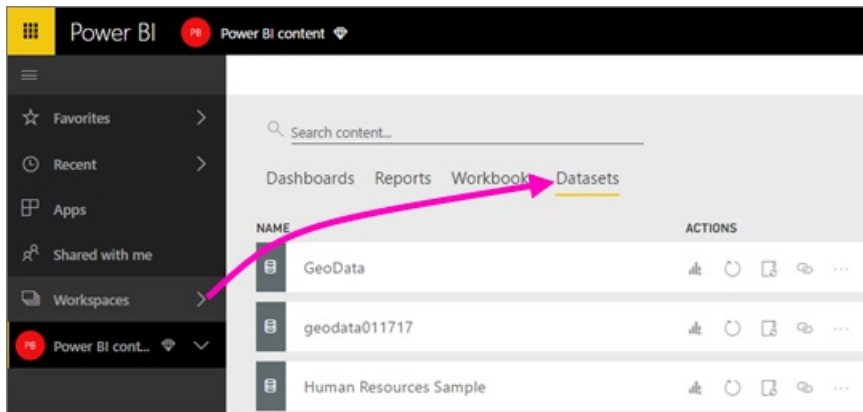 Power BI PB Power BI content
Favorites
Recent
Apps
Shared with me
Workspaces
PB Power BI cont...
Search content...
Dashboards Reports Workbooks Datasets
NAME ACTIONS
GeoData
geodata011717
Human Resources Sample